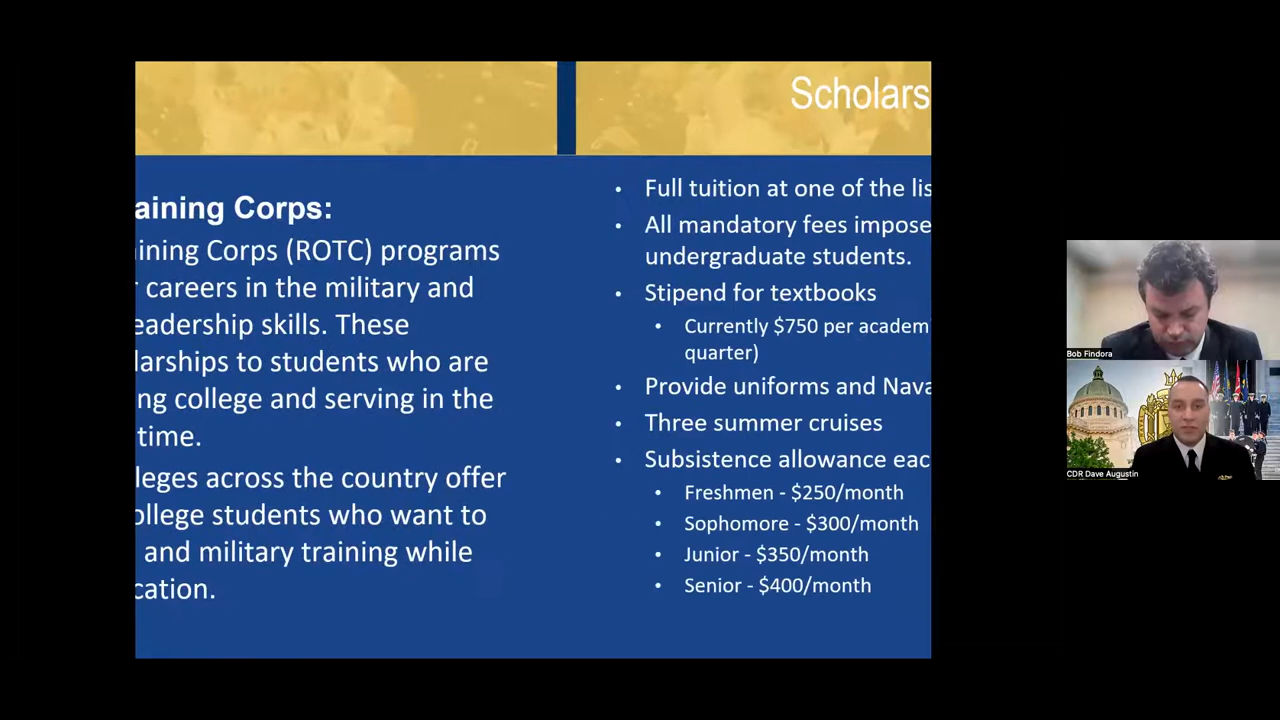 aining Corps:
ining Corps (ROTC) programs
r careers in the military and
eadership skills. These
larships to students who are
ng college and serving in the
time.
leges across the country offer
ollege students who want to
and military training while
cation.
Scholars
• Full tuition at one of the lis
• All mandatory fees impose
undergraduate students.
• Stipend for textbooks
• Currently $750 per academi
quarter)
• Provide uniforms and Nava
• Three summer cruises
• Subsistence allowance eac
• Freshmen - $250/month
• Sophomore - $300/month
• Junior - $350/month
• Senior - $400/month
Bob Findora
CDR Dave Augustin